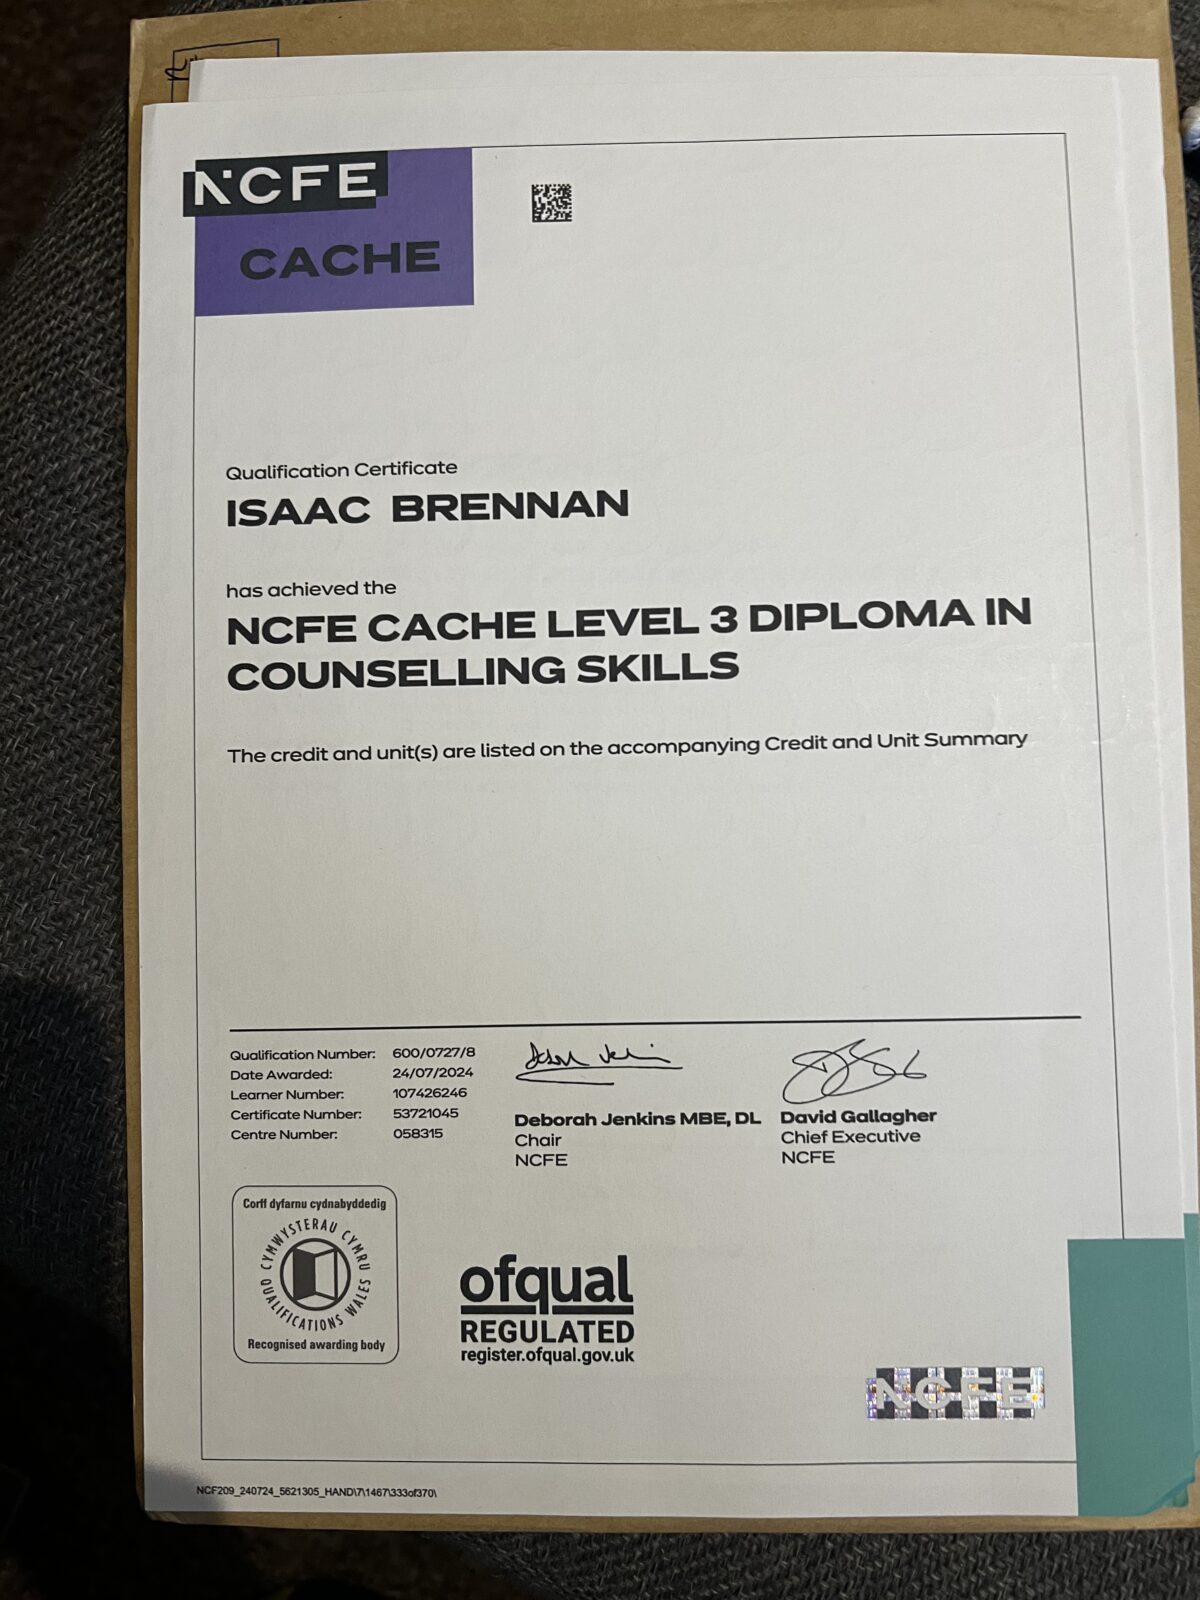 NCFE
CACHE
Qualification Certificate
ISAAC BRENNAN
has achieved the
NCFE CACHE LEVEL 3 DIPLOMA IN
COUNSELLING SKILLS
The credit and unit(s) are listed on the accompanying Credit and Unit Summary
Qualification Number: 600/0727/8
Date Awarded: 24/07/2024
Learner Number: 107426246
Certificate Number: 53721045
Centre Number: 058315
Deborah Jenkins MBE, DL
Chair
NCFE
David Gallagher
Chief Executive
NCFE
Corff dyfarnu cydnabyddedig
CYMWYSTERAU CYMRU
QUALIFICATIONS WALES
Recognised awarding body
ofqual
REGULATED
register.ofqual.gov.uk
NCFE
NCF209_240724_5621305_HAND\7\1467\333of370\